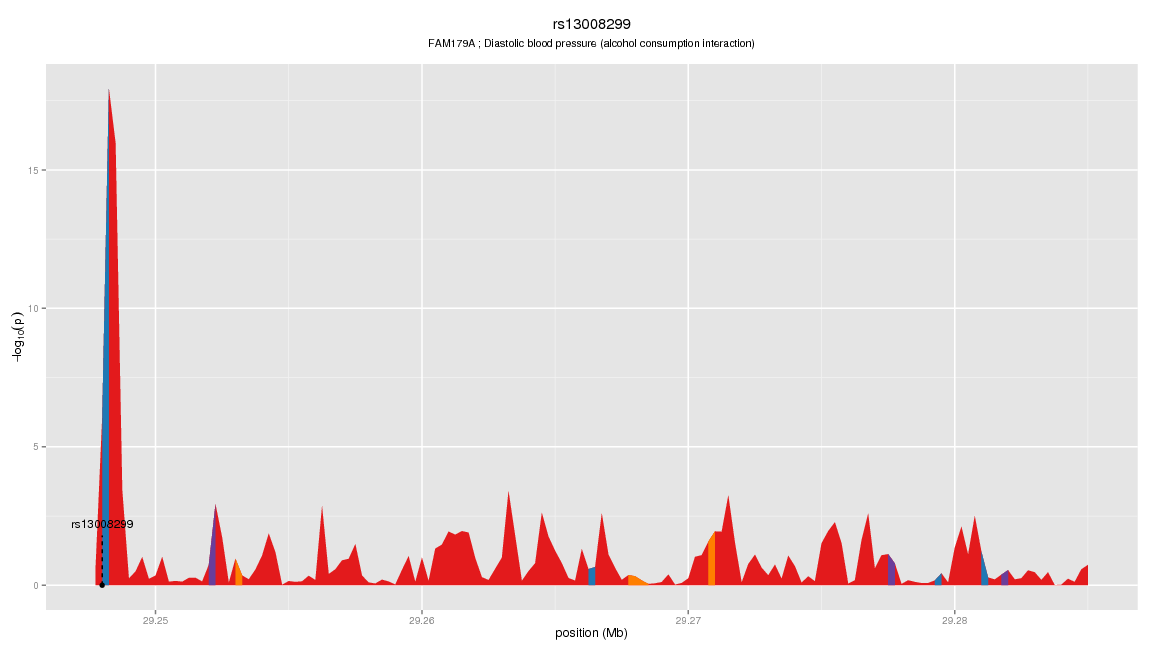 rs13008299
FAM179A ; Diastolic blood pressure (alcohol consumption interaction)
15
10
5
0
−log10(p)
rs13008299
29.25
29.26
29.27
29.28
position (Mb)